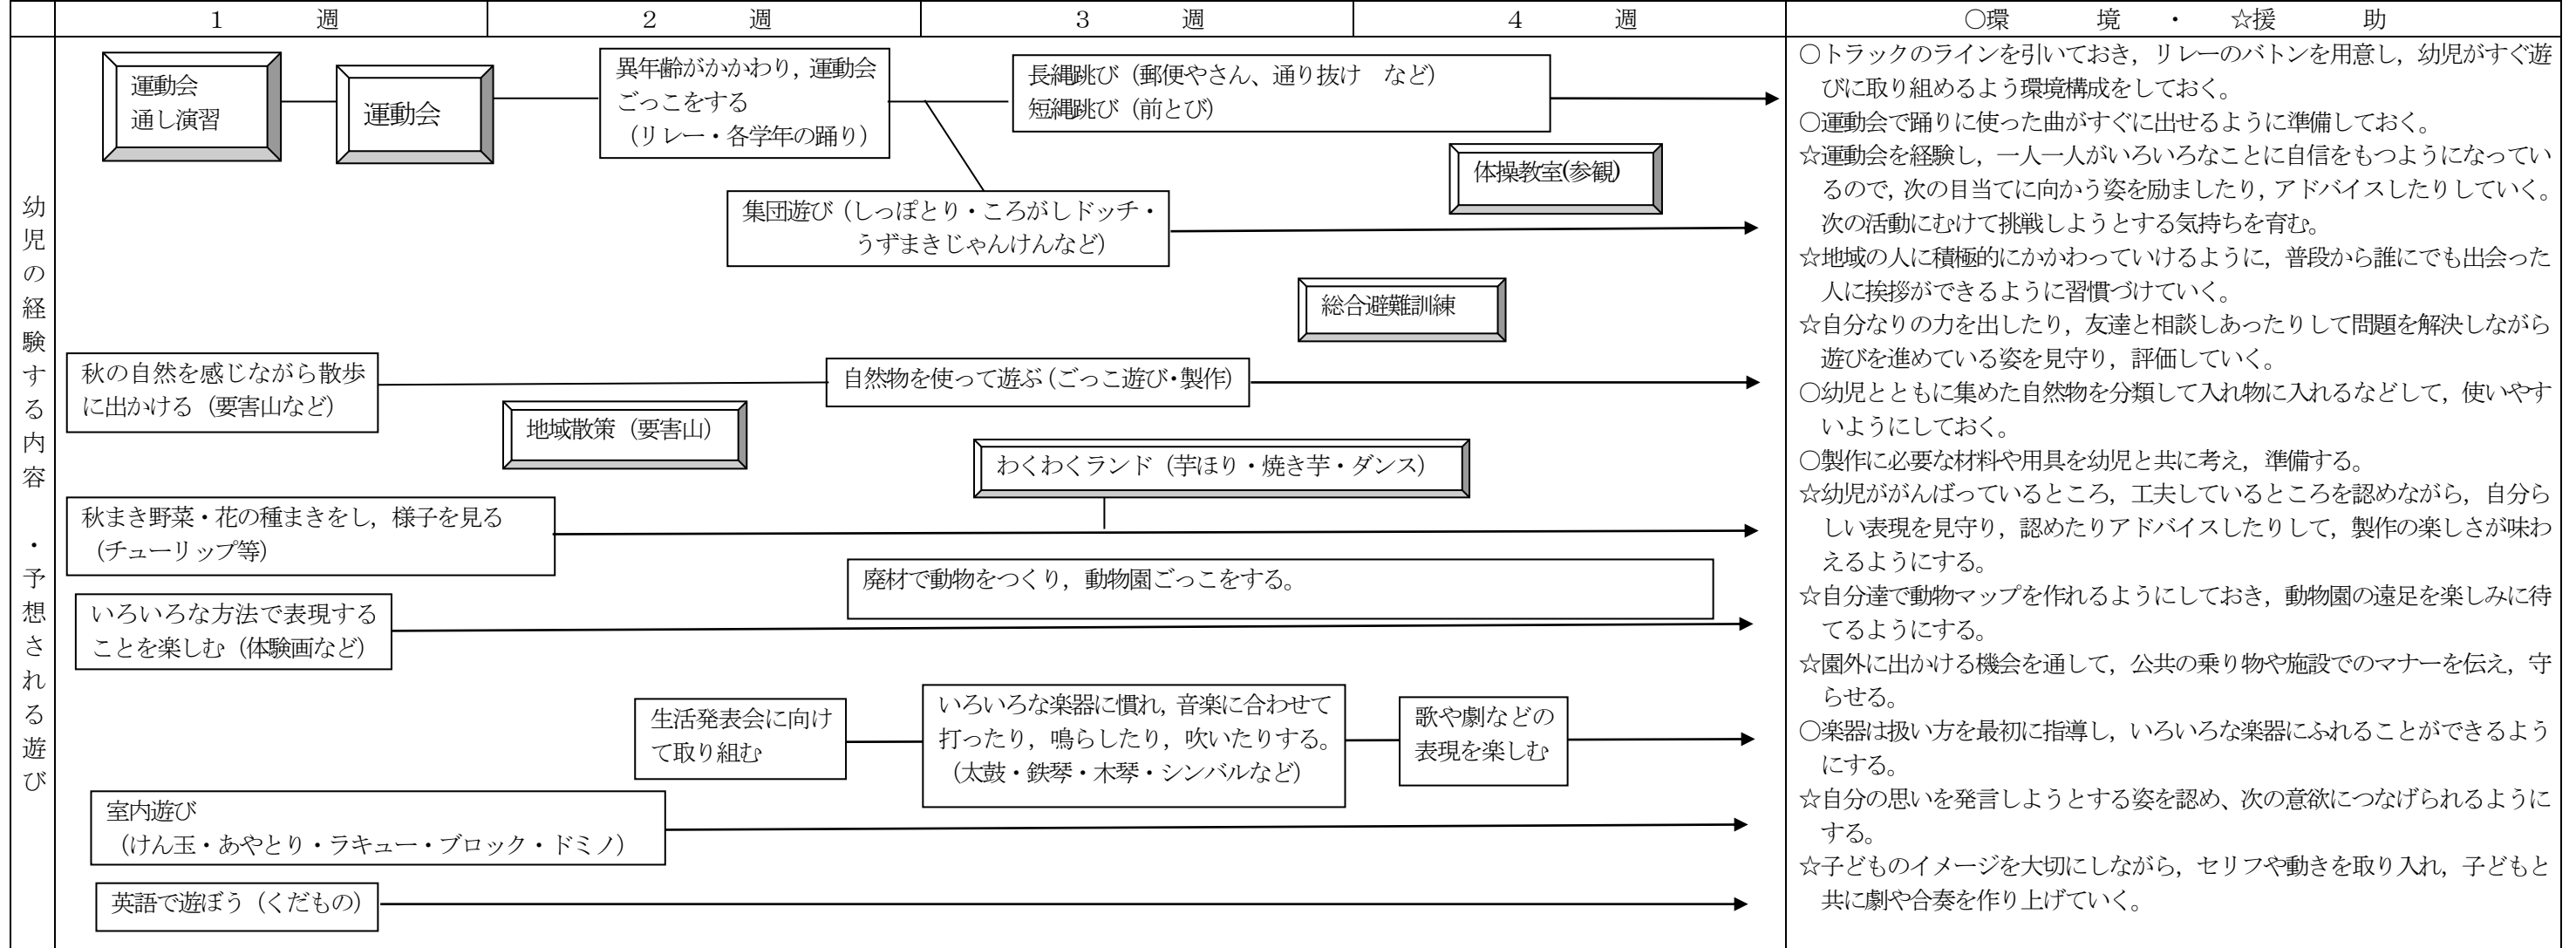 １　週
２　週
３　週
４　週
○環　境　・　☆援　助
幼児の経験する内容　・予想される遊び
運動会
通し演習
運動会
異年齢がかかわり，運動会
ごっこをする
（リレー・各学年の踊り）
長縄跳び（郵便やさん、通り抜け　など）
短縄跳び（前とび）
体操教室(参観)
集団遊び（しっぽとり・ころがしドッチ・
うずまきじゃんけんなど）
総合避難訓練
秋の自然を感じながら散歩
に出かける（要害山など）
自然物を使って遊ぶ（ごっこ遊び・製作）
地域散策（要害山）
わくわくランド（芋ほり・焼き芋・ダンス）
秋まき野菜・花の種まきをし，様子を見る
（チューリップ等）
廃材で動物をつくり，動物園ごっこをする。
いろいろな方法で表現する
ことを楽しむ（体験画など）
生活発表会に向け
て取り組む
いろいろな楽器に慣れ，音楽に合わせて
打ったり，鳴らしたり，吹いたりする。
（太鼓・鉄琴・木琴・シンバルなど）
歌や劇などの
表現を楽しむ
室内遊び
（けん玉・あやとり・ラキュー・ブロック・ドミノ）
英語で遊ぼう（くだもの）
○トラックのラインを引いておき，リレーのバトンを用意し，幼児がすぐ遊
びに取り組めるよう環境構成をしておく。
○運動会で踊りに使った曲がすぐに出せるように準備しておく。
☆運動会を経験し，一人一人がいろいろなことに自信をもつようになってい
るので，次の目当てに向かう姿を励ましたり，アドバイスしたりしていく。
次の活動にむけて挑戦しようとする気持ちを育む。
☆地域の人に積極的にかかわっていけるように，普段から誰にでも出会った
人に挨拶ができるように習慣づけていく。
☆自分なりの力を出したり，友達と相談しあったりして問題を解決しながら
遊びを進めている姿を見守り，評価していく。
○幼児とともに集めた自然物を分類して入れ物に入れるなどして，使いやす
いようにしておく。
○製作に必要な材料や用具を幼児と共に考え，準備する。
☆幼児ががんばっているところ，工夫しているところを認めながら，自分ら
しい表現を見守り，認めたりアドバイスしたりして，製作の楽しさが味わ
えるようにする。
☆自分達で動物マップを作れるようにしておき，動物園の遠足を楽しみに待
てるようにする。
☆園外に出かける機会を通して，公共の乗り物や施設でのマナーを伝え，守
らせる。
○楽器は扱い方を最初に指導し，いろいろな楽器にふれることができるよう
にする。
☆自分の思いを発言しようとする姿を認め、次の意欲につなげられるように
する。
☆子どものイメージを大切にしながら，セリフや動きを取り入れ，子どもと
共に劇や合奏を作り上げていく。